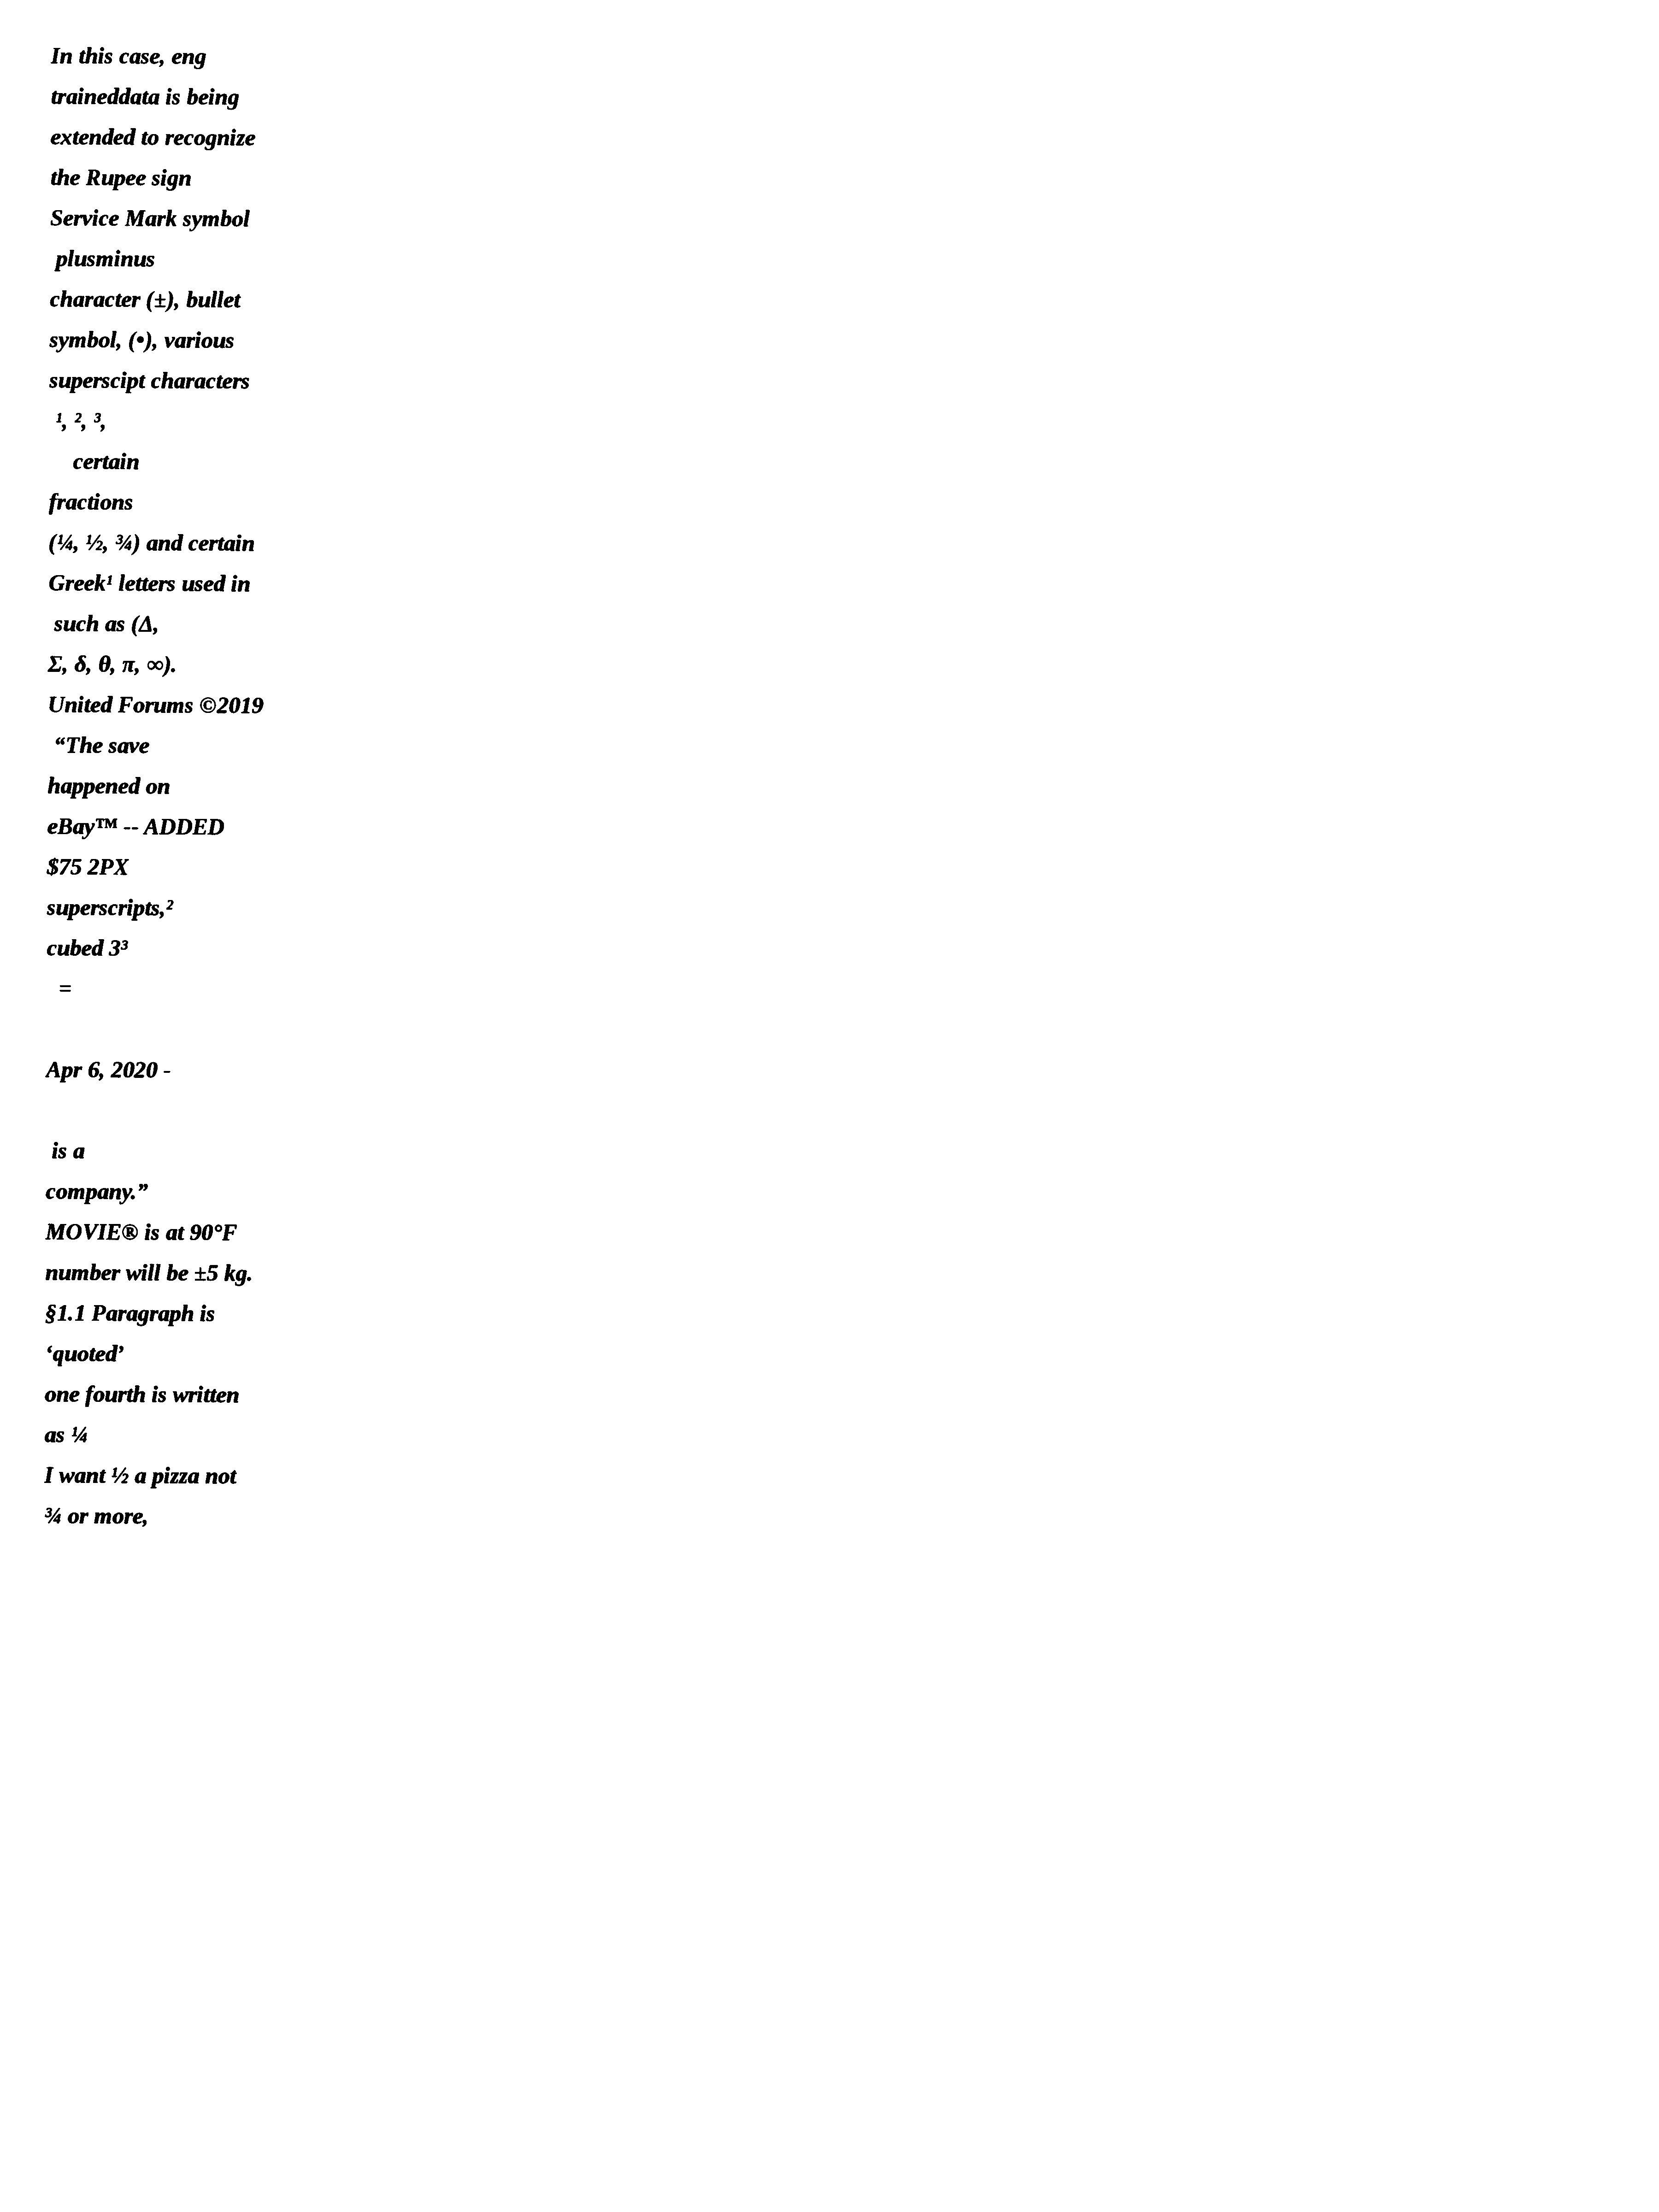 In this case, eng
traineddata is being
extended to recognize
the Rupee sign
Service Mark symbol
plusminus
character (±), bullet
symbol, (•), various
superscipt characters
¹, ², ³,
certain
fractions
(¼, ½, ¾) and certain
Greek¹ letters used in
such as (Δ,
Σ, δ, θ, π, ∞).
United Forums ©2019
“The save
happened on
eBay™ -- ADDED
$75 2PX
superscripts,²
cubed 3³
=
Apr 6, 2020 -
is a
company.”
MOVIE® is at 90°F
number will be ±5 kg.
§1.1 Paragraph is
‘quoted’
one fourth is written
as ¼
I want ½ a pizza not
¾ or more,